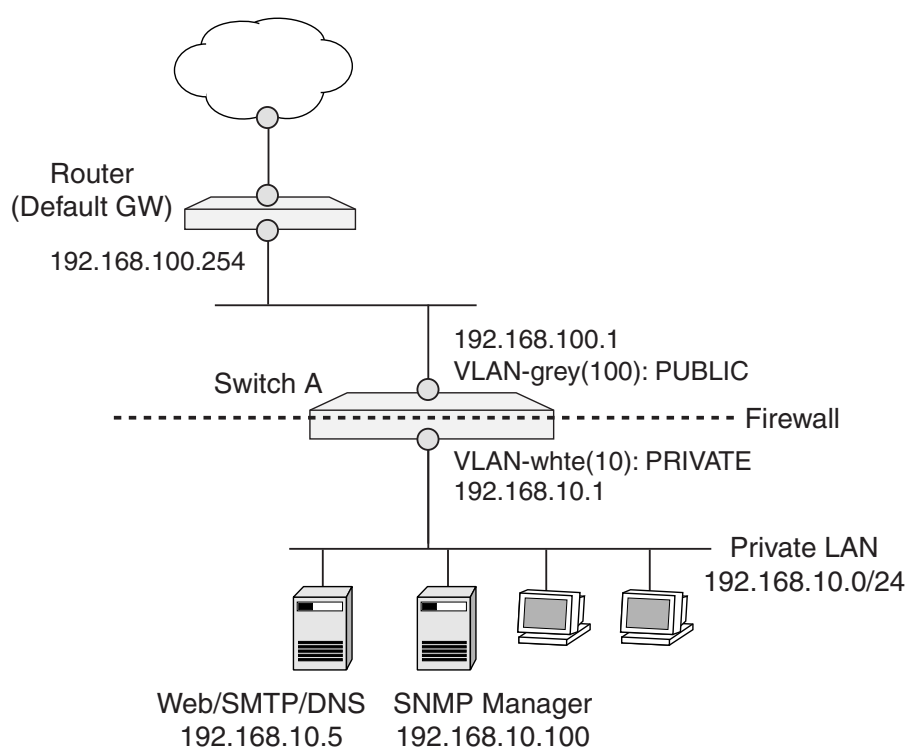 Router
(Default GW)
192.168.100.254
192.168.100.1
VLAN-grey(100): PUBLIC
Switch A
Firewall
VLAN-whte(10): PRIVATE
192.168.10.1
Private LAN
192.168.10.0/24
Web/SMTP/DNS
192.168.10.5
SNMP Manager
192.168.10.100